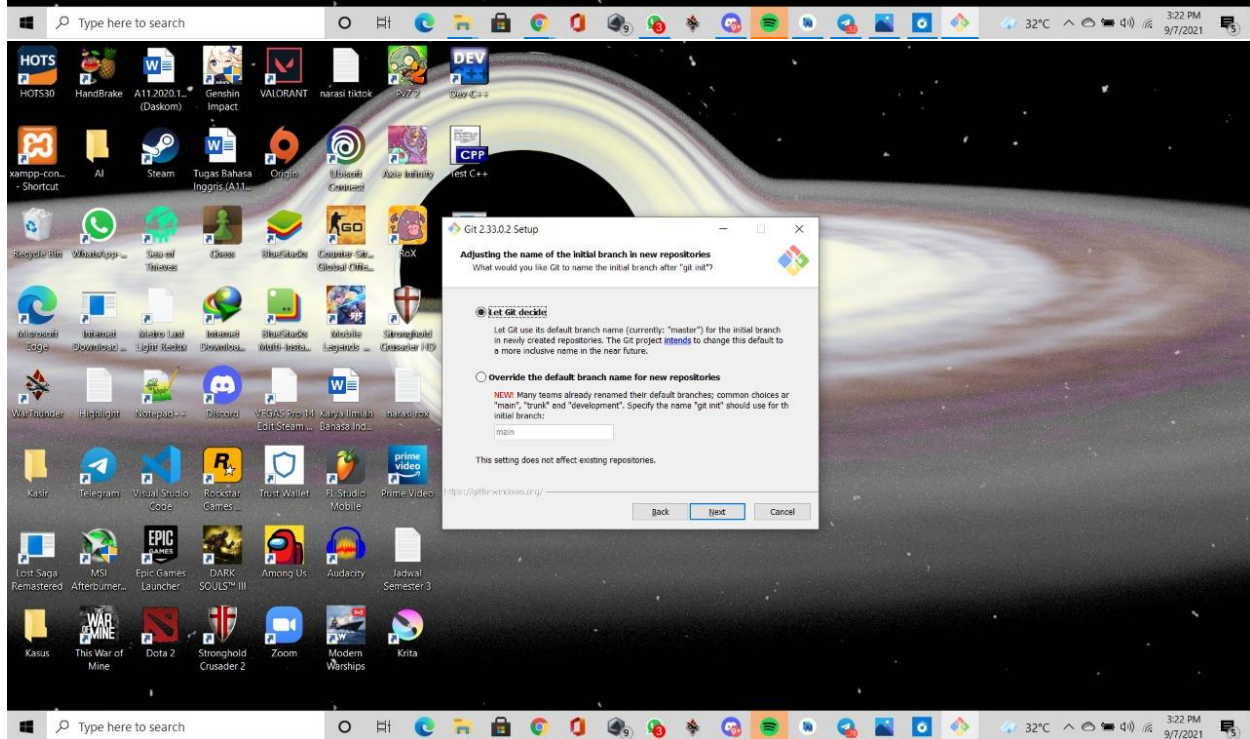 Type here to search
32°C
3:22 PM
9/7/2021
5
HOTS
HOTS30
HandBrake
A11.2020.1...
(Daskom)
Genshin
Impact
VALORANT
narasi tiktok
PvZ 2
DEV
C++
Dev-C++
xampp-con...
- Shortcut
AI
Steam
Tugas Bahasa
Inggris (A11...
Origin
Ubisoft
Connect
Axie Infinity
CPP
Test C++
Recycle Bin
WhatsApp ...
Sea of
Thieves
Chess
BlueStacks
GO
Counter-Str...
Global Offe...
RoX
Microsoft
Edge
Internet
Download ...
Metro Last
Light Redux
Internet
Downloa...
BlueStacks
Multi-Insta...
Mobile
Legends ...
Stronghold
Crusader HD
WarThunder
Highlight
Notepad++
Discord
VEGAS Pro 14
Edit Steam ...
Karya Ilmiah
Bahasa Ind...
narasi rox
Kasir
Telegram
Visual Studio
Code
Rockstar
Games ...
Trust Wallet
FL Studio
Mobile
prime
video
Prime Video
Lost Saga
Remastered
MSI
Afterburner...
EPIC
GAMES
Epic Games
Launcher
DARK
SOULS™ III
Among Us
Audacity
Jadwal
Semester 3
Kasus
WAR
OF MINE
This War of
Mine
Dota 2
Stronghold
Crusader 2
Zoom
Modern
Warships
Krita
Git 2.33.0.2 Setup
Adjusting the name of the initial branch in new repositories
What would you like Git to name the initial branch after "git init"?
Let Git decide
Let Git use its default branch name (currently: "master") for the initial branch
in newly created repositories. The Git project intends to change this default to
a more inclusive name in the near future.
Override the default branch name for new repositories
NEW! Many teams already renamed their default branches; common choices ar
"main", "trunk" and "development". Specify the name "git init" should use for th
initial branch:
main
This setting does not affect existing repositories.
https://gitforwindows.org/
Back
Next
Cancel
Type here to search
32°C
3:22 PM
9/7/2021
5